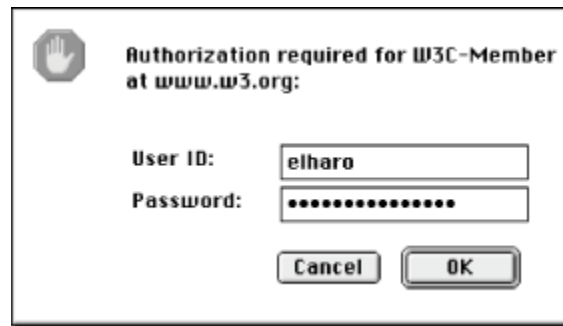 Authorization required for W3C-Member
at www.w3.org:
User ID: elharo
Password: •••••••••••••••
Cancel OK